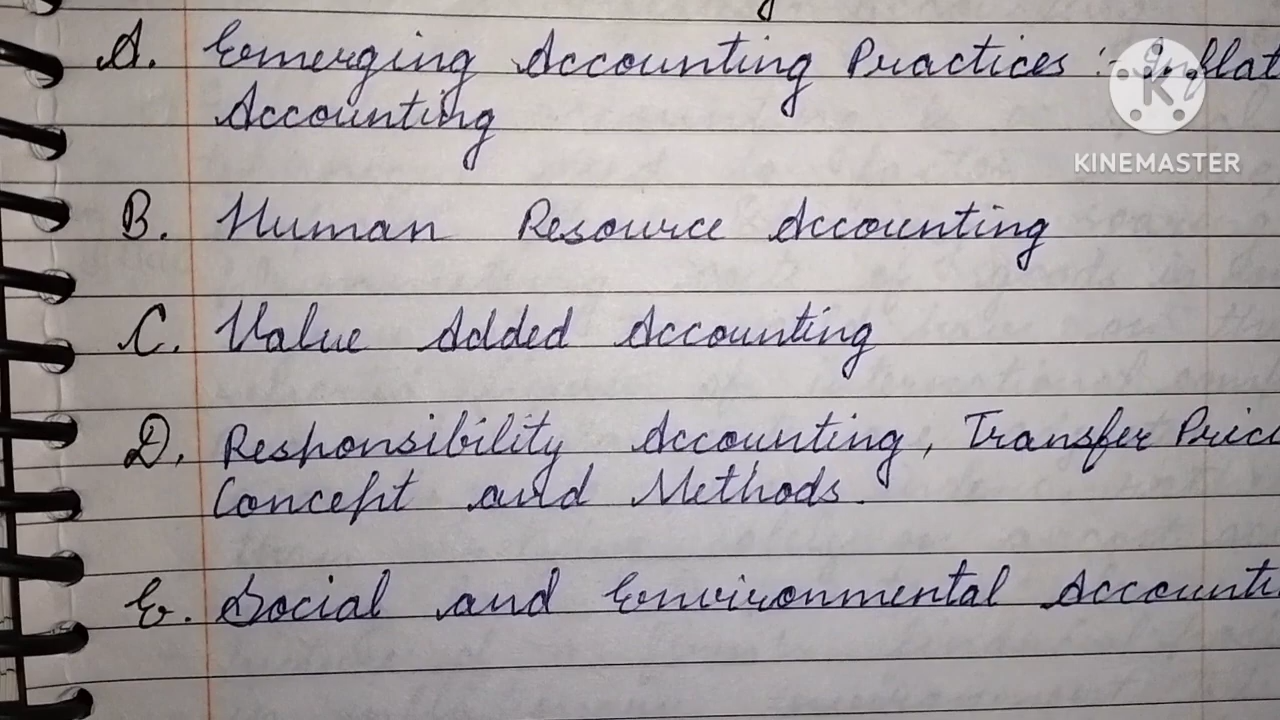 A. Emerging Accounting Practices :- Inflat
Accounting
KINEMASTER
B. Human Resource Accounting
C. Value Added Accounting
D. Responsibility Accounting, Transfer Pric
Concept and Methods.
E. Social and Environmental Accounti